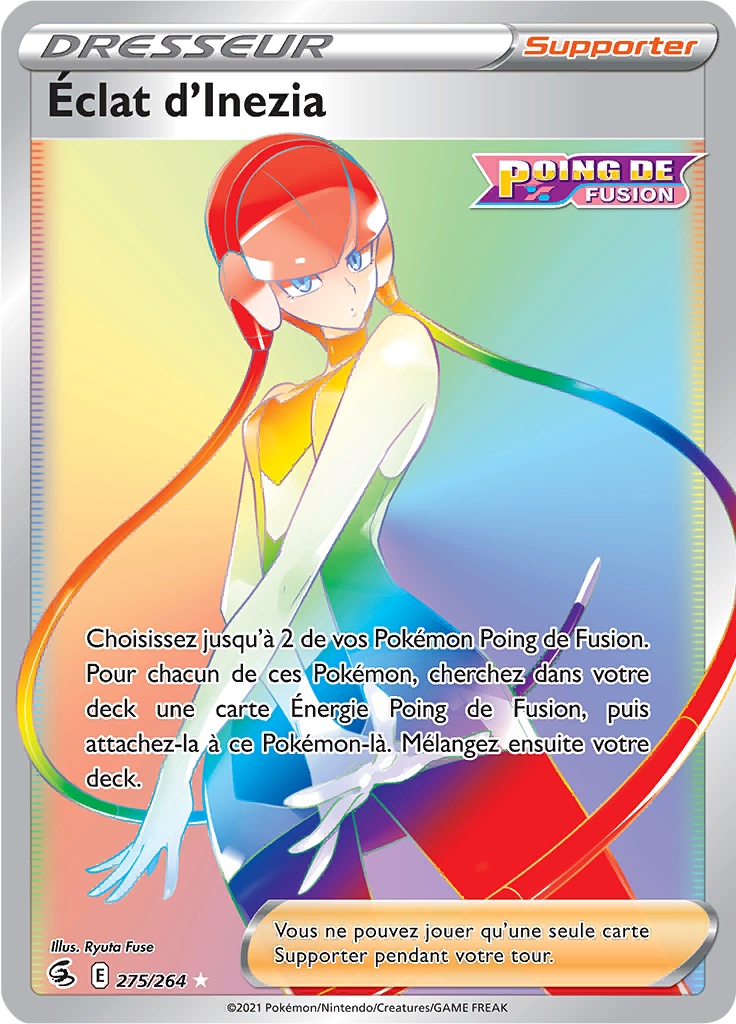 DRESSEUR
Supporter
Éclat d'Inezia
POING DE
FUSION
Choisissez jusqu'à 2 de vos Pokémon Poing de Fusion.
Pour chacun de ces Pokémon, cherchez dans votre
deck une carte Énergie Poing de Fusion, puis
attachez-la à ce Pokémon-là. Mélangez ensuite votre
deck.
Vous ne pouvez jouer qu'une seule carte
Supporter pendant votre tour.
Illus. Ryuta Fuse
E 275/264
©2021 Pokémon/Nintendo/Creatures/GAME FREAK